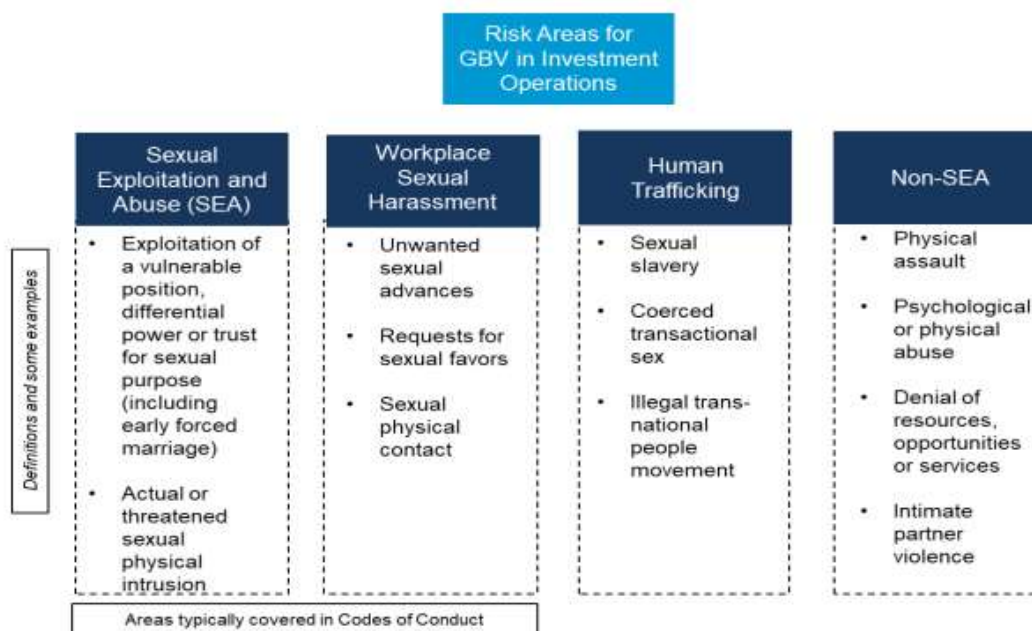 Risk Areas for
GBV in Investment
Operations
Sexual
Exploitation and
Abuse (SEA)
Workplace
Sexual
Harassment
Human
Trafficking
Non-SEA
Definitions and some examples
• Exploitation of
a vulnerable
position,
differential
power or trust
for sexual
purpose
(including
early forced
marriage)
• Actual or
threatened
sexual
physical
intrusion
• Unwanted
sexual
advances
• Requests for
sexual favors
• Sexual
physical
contact
• Sexual
slavery
• Coerced
transactional
sex
• Illegal trans-
national
people
movement
• Physical
assault
• Psychological
or physical
abuse
• Denial of
resources,
opportunities
or services
• Intimate
partner
violence
Areas typically covered in Codes of Conduct